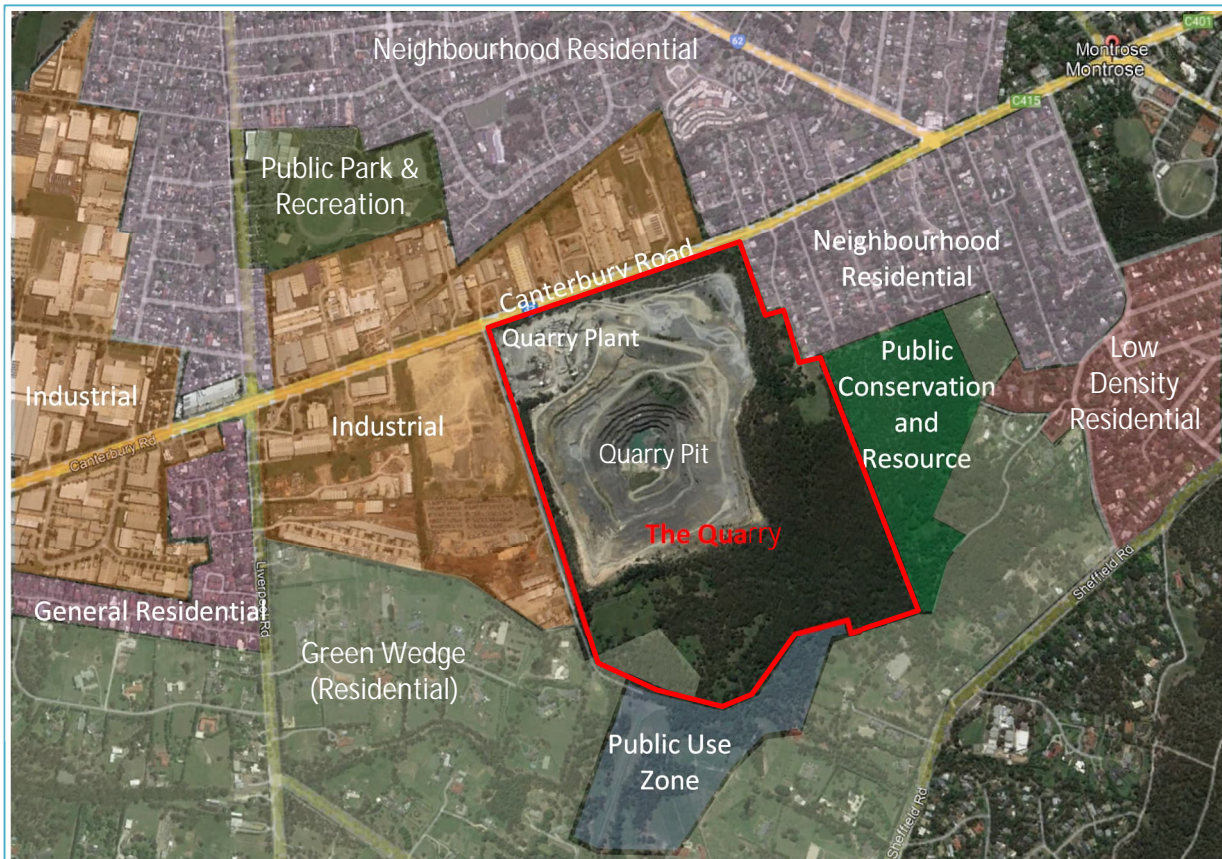 Neighbourhood Residential
62
C401
Montrose
Montrose
C415
Public Park &
Recreation
Canterbury Road
Neighbourhood
Residential
Quarry Plant
Public
Conservation
and
Resource
Low
Density
Residential
Industrial
Industrial
Quarry Pit
Canterbury Rd
The Quarry
Sheffield Rd
Liverpool Rd
General Residential
Green Wedge
(Residential)
Public Use
Zone
Sheffield Rd